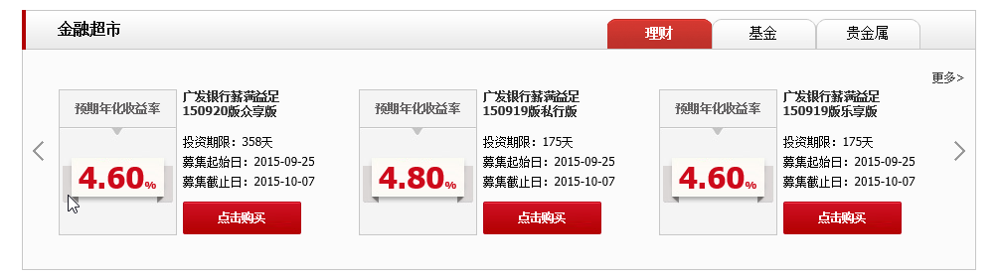 金融超市
理财
基金
贵金属
更多>
预期年化收益率
4.60%
广发银行薪满益足
150920版众享版
投资期限：358天
募集起始日：2015-09-25
募集截止日：2015-10-07
点击购买
预期年化收益率
4.80%
广发银行薪满益足
150919版私行版
投资期限：175天
募集起始日：2015-09-25
募集截止日：2015-10-07
点击购买
预期年化收益率
4.60%
广发银行薪满益足
150919版乐享版
投资期限：175天
募集起始日：2015-09-25
募集截止日：2015-10-07
点击购买